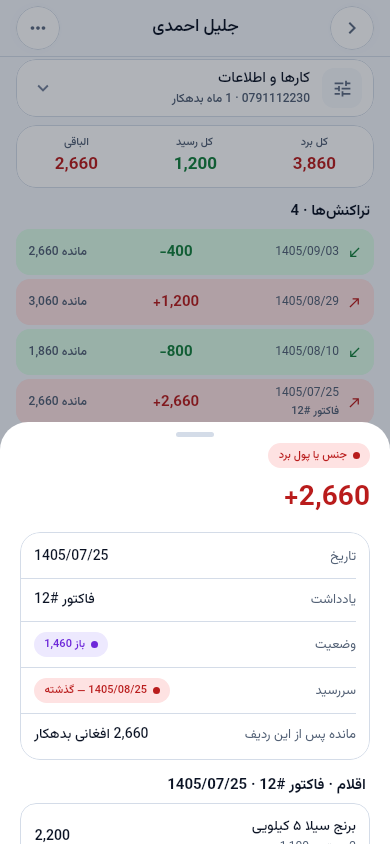 جلیل احمدی
کارها و اطلاعات
0791112230 · 1 ماه بدهکار
کل برد
کل رسید
الباقی
3,860
1,200
2,660
تراکنش‌ها · 4
1405/09/03
−400
مانده 2,660
1405/08/29
+1,200
مانده 3,060
1405/08/10
−800
مانده 1,860
1405/07/25
فاکتور #12
+2,660
مانده 2,660
جنس یا پول برد
+2,660
تاریخ
1405/07/25
یادداشت
فاکتور #12
وضعیت
باز 1,460
سررسید
1405/08/25 — گذشته
مانده پس از این ردیف
2,660 افغانی بدهکار
اقلام · فاکتور #12 · 1405/07/25
برنج سیلا ۵ کیلویی
2,200